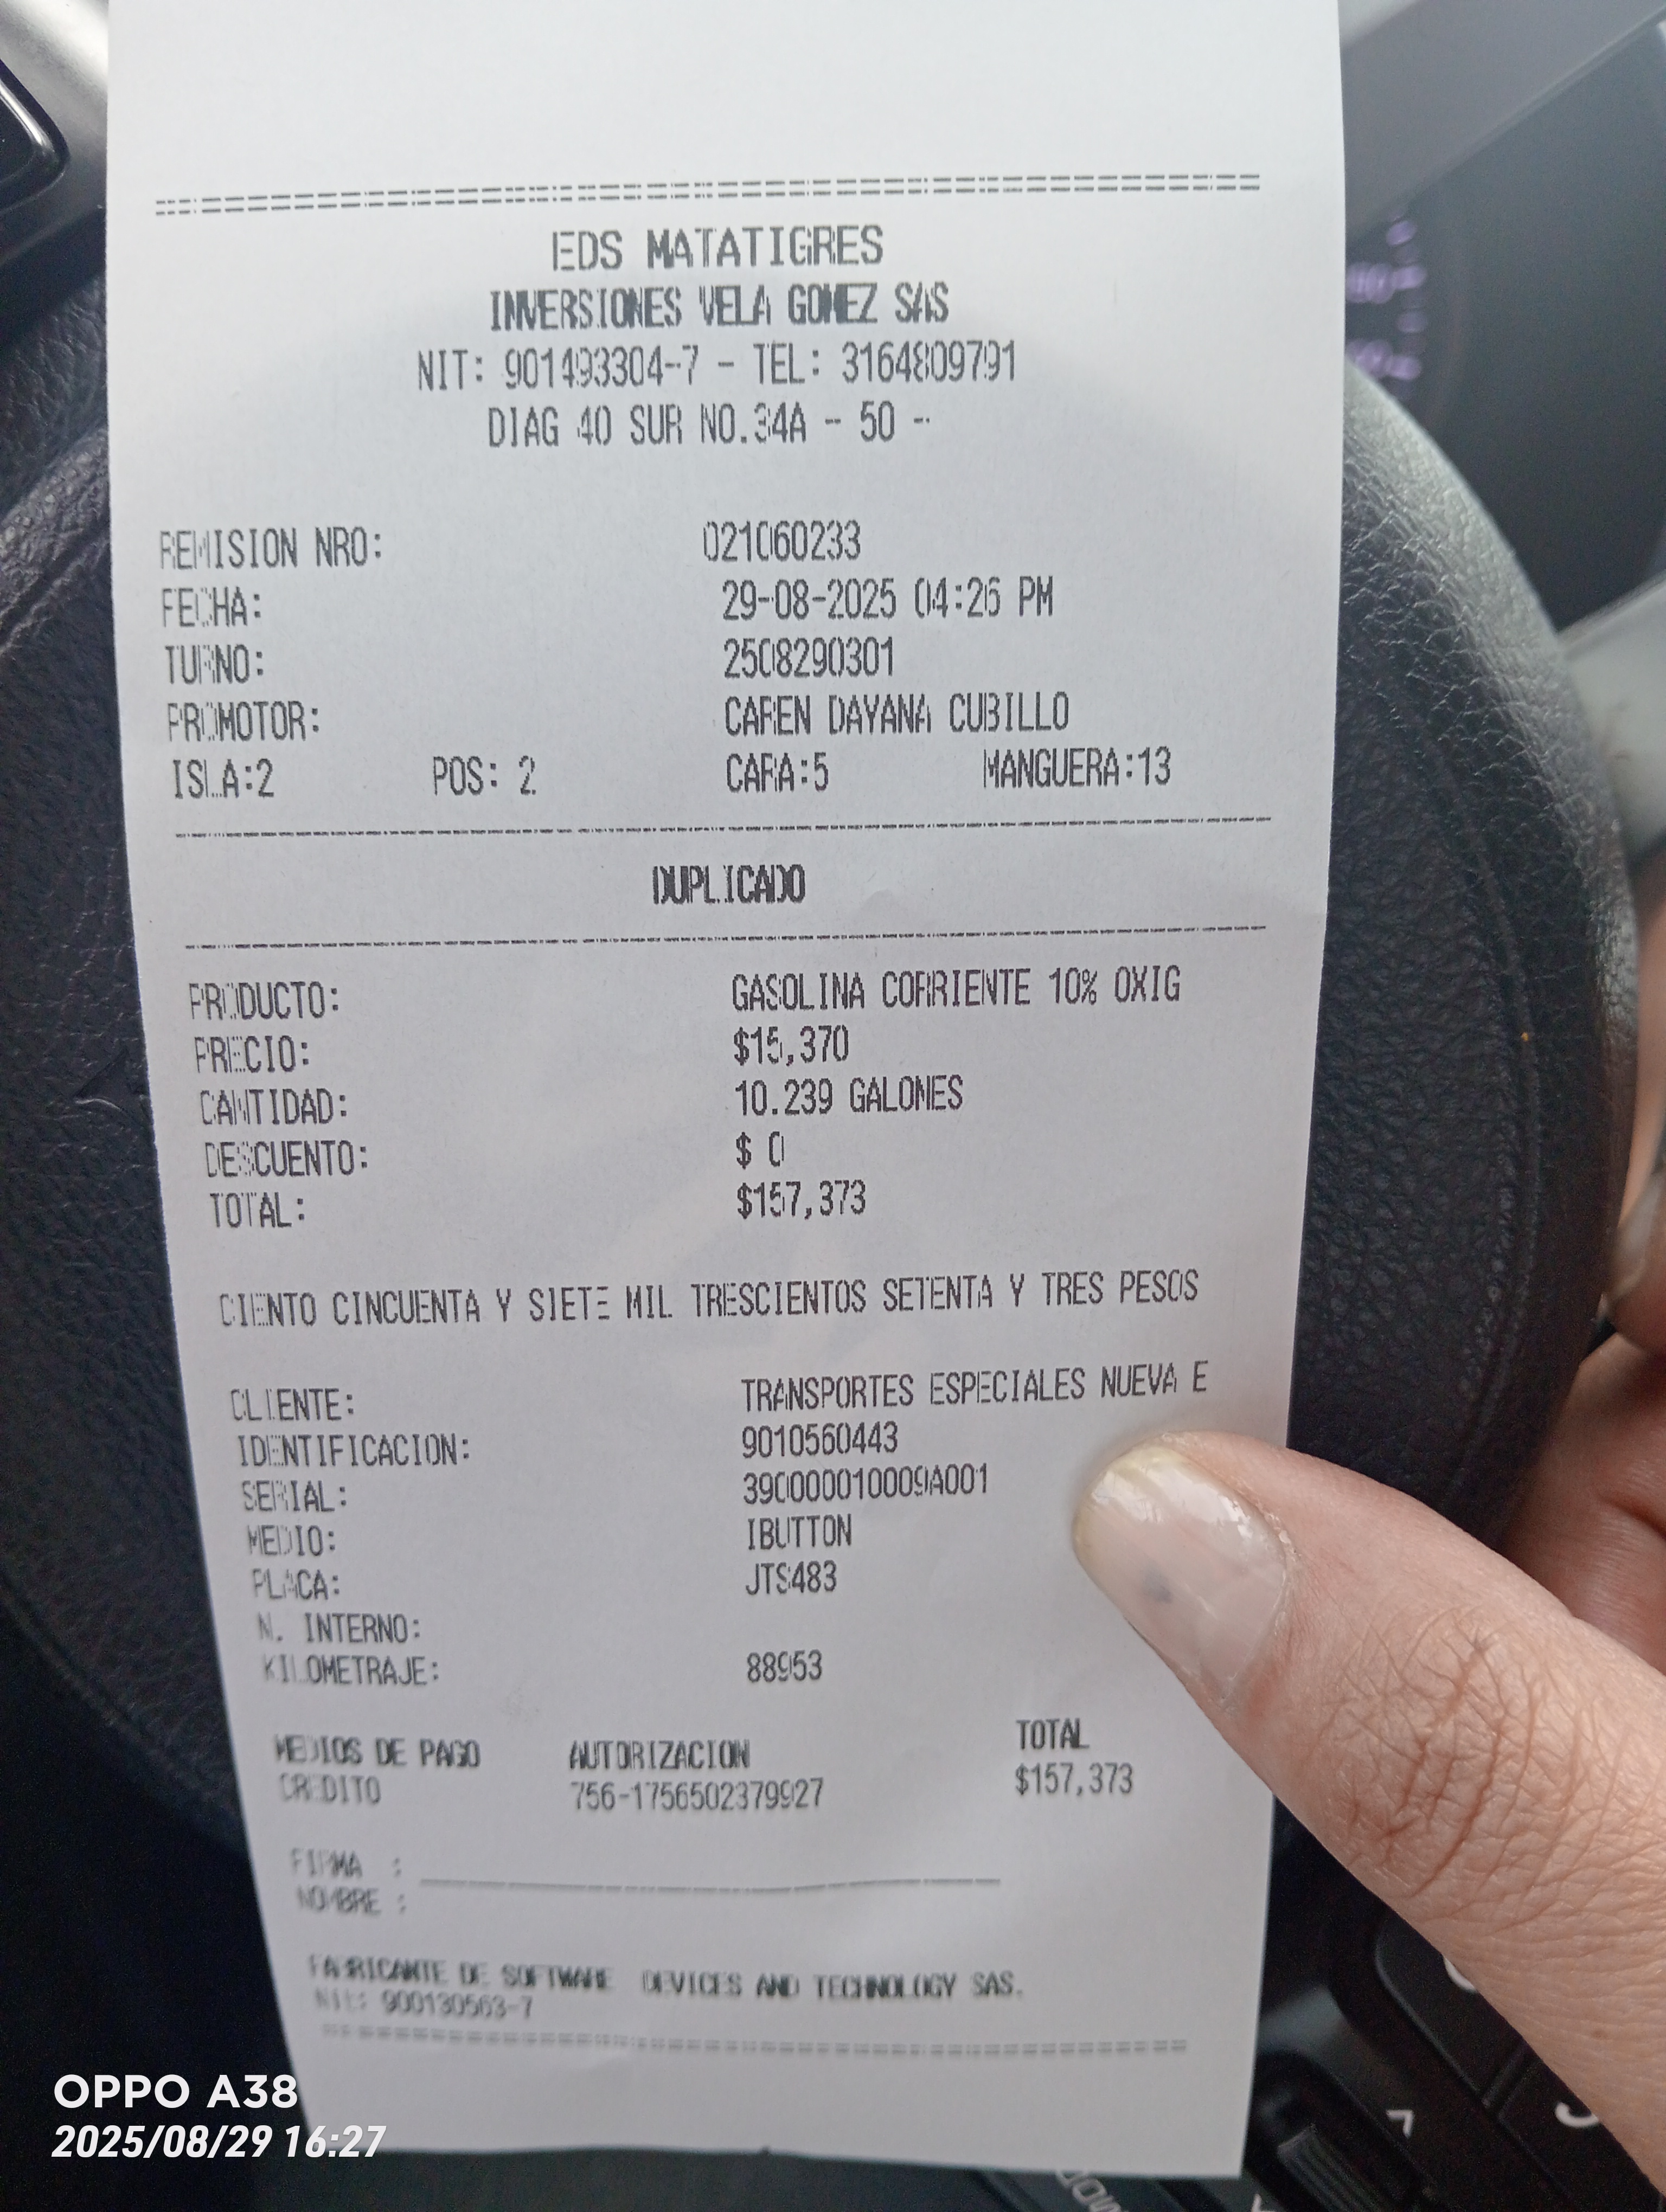 EDS MATATIGRES
INVERSIONES VELA GOMEZ SAS
NIT: 901493304-7 - TEL: 3164809791
DIAG 40 SUR NO.34A - 50 -
REMISION NRO: 021060233
FECHA: 29-08-2025 04:26 PM
TURNO: 2508290301
PROMOTOR: CAREN DAYANA CUBILLO
ISLA:2 POS: 2 CARA:5 MANGUERA:13
DUPLICADO
PRODUCTO: GASOLINA CORRIENTE 10% OXIG
PRECIO: $15,370
CANTIDAD: 10.239 GALONES
DESCUENTO: $ 0
TOTAL: $157,373
CIENTO CINCUENTA Y SIETE MIL TRESCIENTOS SETENTA Y TRES PESOS
CLIENTE: TRANSPORTES ESPECIALES NUEVA E
IDENTIFICACION: 9010560443
SERIAL: 390000010009A001
MEDIO: IBUTTON
PLACA: JTS483
N. INTERNO:
KILOMETRAJE: 88953
MEDIOS DE PAGO AUTORIZACION TOTAL
CREDITO 756-1756502379927 $157,373
FIRMA :
NOMBRE :
FABRICANTE DE SOFTWARE DEVICES AND TECHNOLOGY SAS.
Nit: 900130563-7
OPPO A38
2025/08/29 16:27